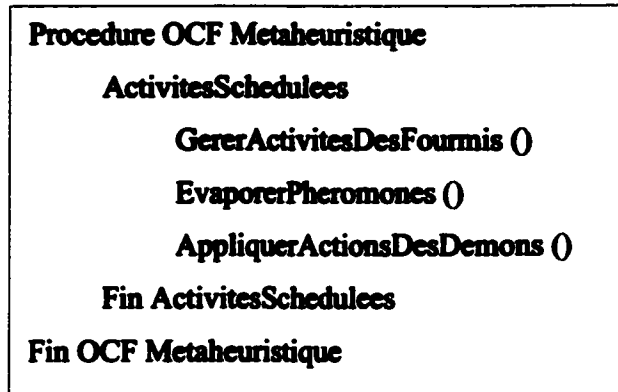 Procedure OCF Metaheuristique
ActivitesSchedulees
GererActivitesDesFourmis ()
EvaporerPheromones ()
AppliquerActionsDesDemons ()
Fin ActivitesSchedulees
Fin OCF Metaheuristique